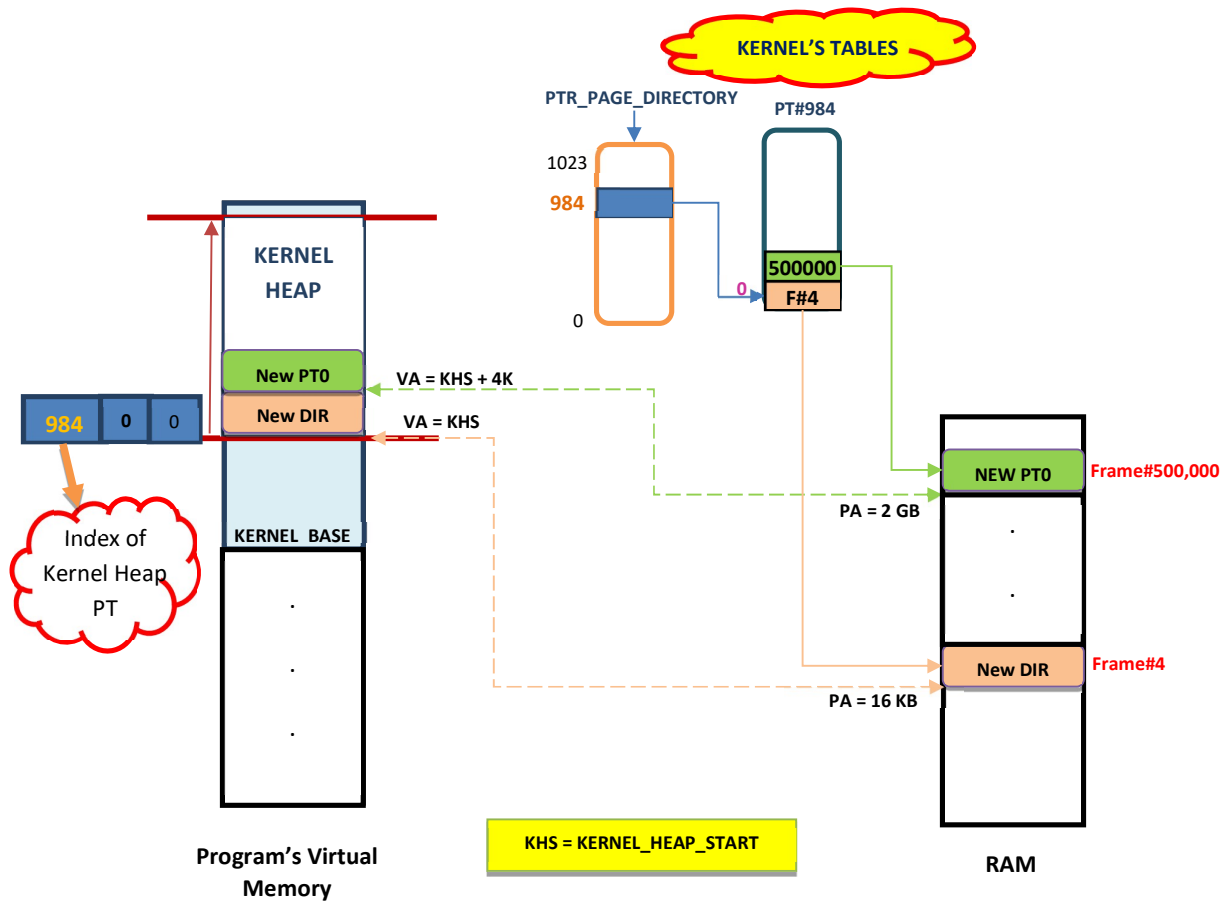 KERNEL'S TABLES
PTR_PAGE_DIRECTORY
PT#984
1023
984
0
0
500000
F#4
KERNEL
HEAP
New PT0
New DIR
VA = KHS + 4K
VA = KHS
984 0 0
Index of
Kernel Heap
PT
KERNEL_BASE
.
.
.
NEW PT0
Frame#500,000
PA = 2 GB
.
.
New DIR
Frame#4
PA = 16 KB
KHS = KERNEL_HEAP_START
Program's Virtual
Memory
RAM